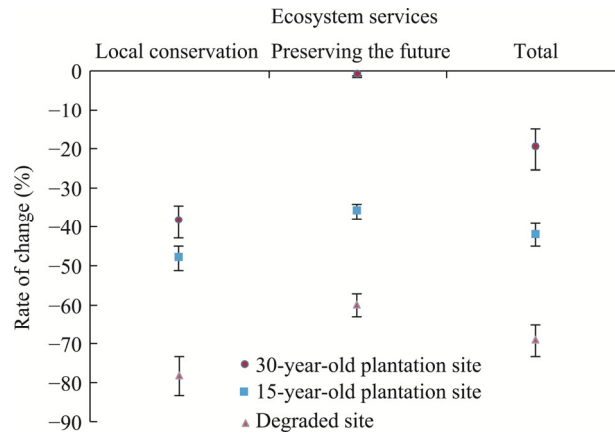 Ecosystem services
Local conservation Preserving the future Total
0
−10
−20
−30
−40
−50
−60
−70
−80
−90
Rate of change (%)
30-year-old plantation site
15-year-old plantation site
Degraded site